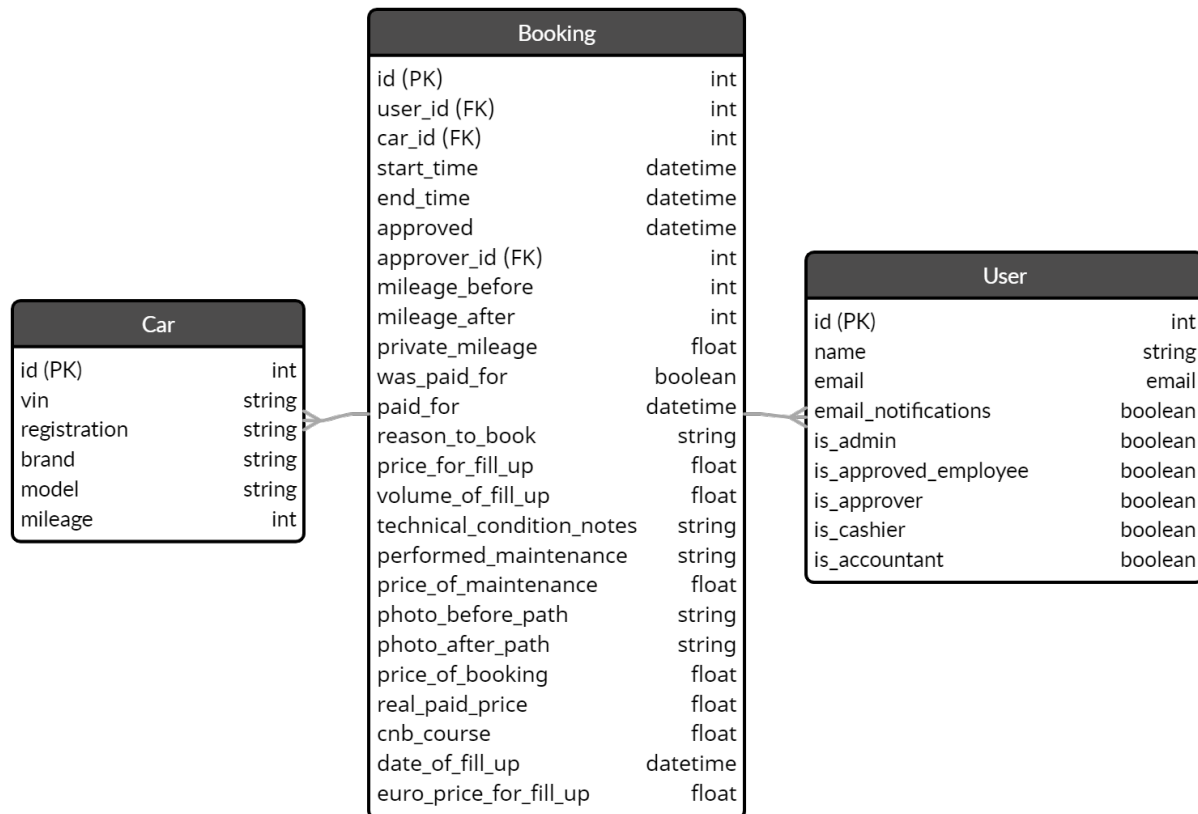 Booking
id (PK) int
user_id (FK) int
car_id (FK) int
start_time datetime
end_time datetime
approved datetime
approver_id (FK) int
mileage_before int
mileage_after int
private_mileage float
was_paid_for boolean
paid_for datetime
reason_to_book string
price_for_fill_up float
volume_of_fill_up float
technical_condition_notes string
performed_maintenance string
price_of_maintenance float
photo_before_path string
photo_after_path string
price_of_booking float
real_paid_price float
cnb_course float
date_of_fill_up datetime
euro_price_for_fill_up float
Car
id (PK) int
vin string
registration string
brand string
model string
mileage int
User
id (PK) int
name string
email email
email_notifications boolean
is_admin boolean
is_approved_employee boolean
is_approver boolean
is_cashier boolean
is_accountant boolean